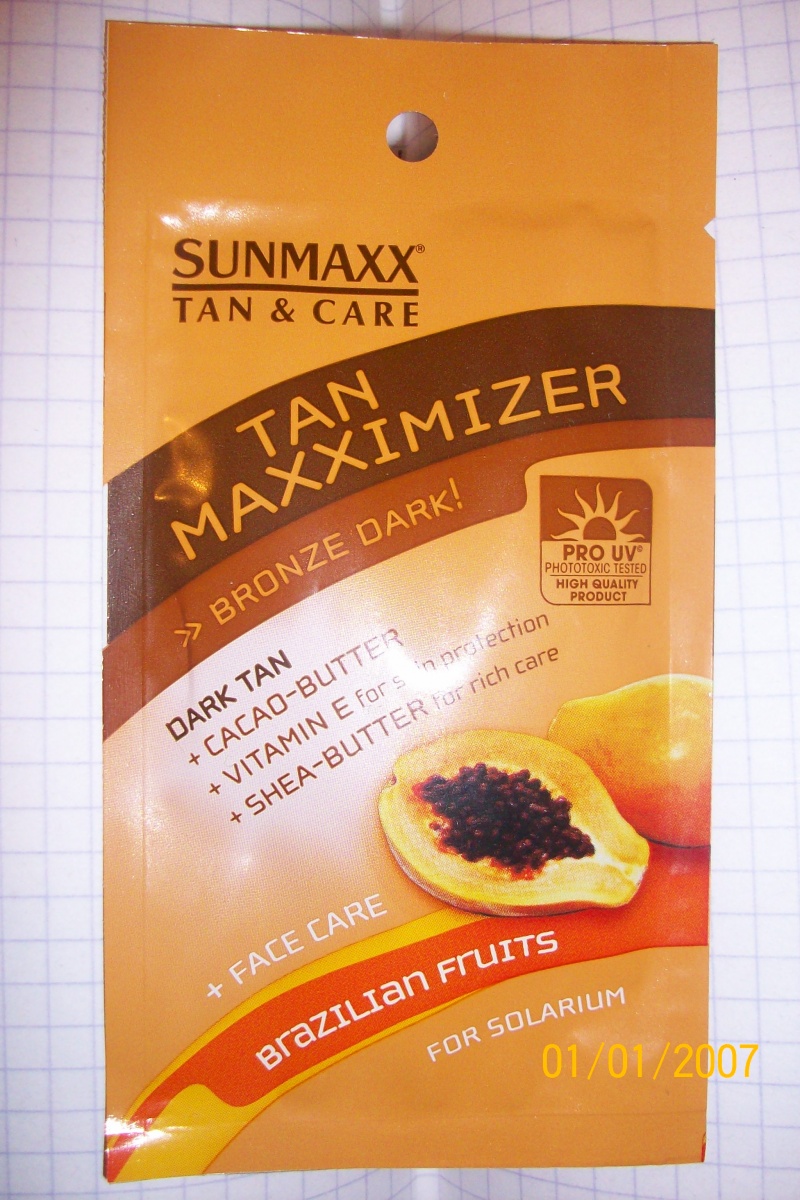 SUNMAXX®
TAN & CARE
TAN
MAXXIMIZER
>> BRONZE DARK!
PRO UV©
PHOTOTOXIC TESTED
HIGH QUALITY
PRODUCT
DARK TAN
+ CACAO-BUTTER
+ VITAMIN E for skin protection
+ SHEA-BUTTER for rich care
+ FACE CARE
BrazILIan FruITS
FOR SOLARIUM
01/01/2007